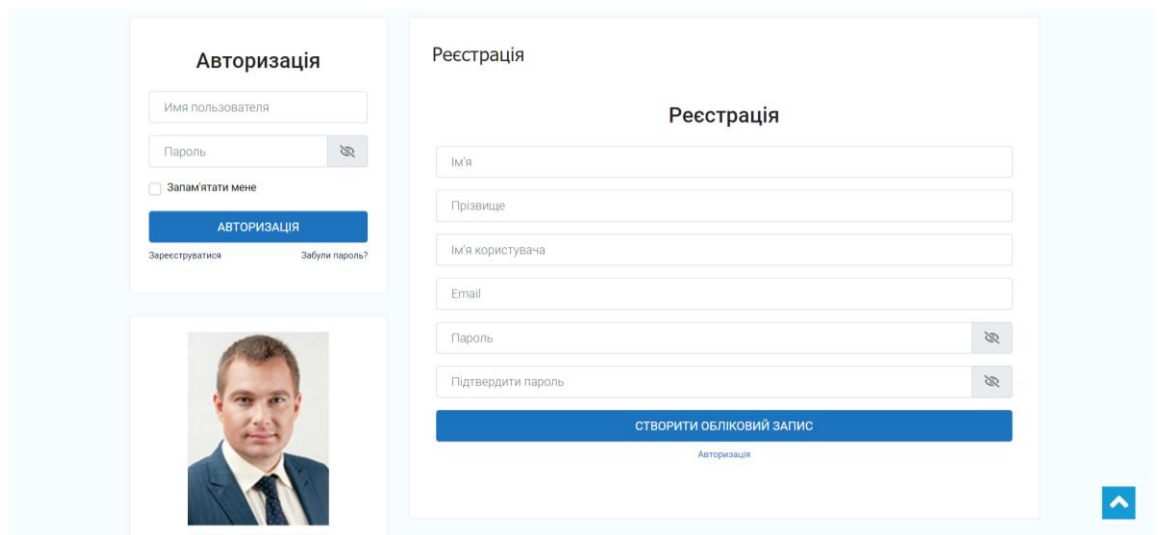 Авторизація
Имя пользователя
Пароль
Запам'ятати мене
АВТОРИЗАЦІЯ
Зареєструватися
Забули пароль?
Реєстрація
Реєстрація
Ім'я
Прізвище
Ім'я користувача
Email
Пароль
Підтвердити пароль
СТВОРИТИ ОБЛІКОВИЙ ЗАПИС
Авторизація